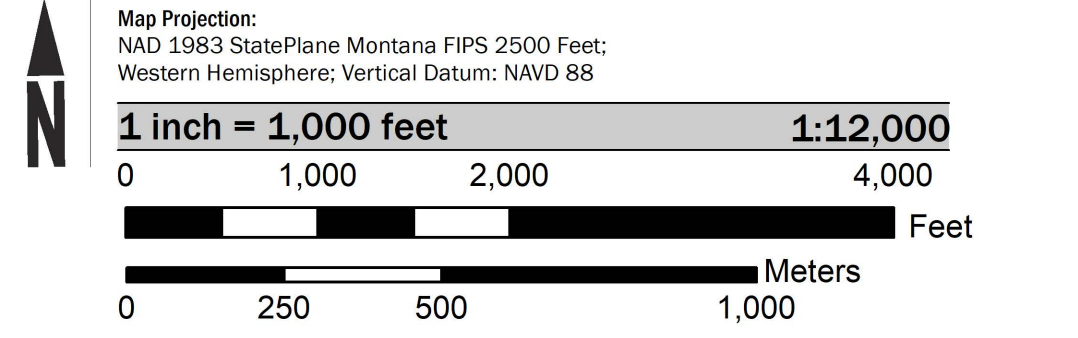 N
Map Projection:
NAD 1983 StatePlane Montana FIPS 2500 Feet;
Western Hemisphere; Vertical Datum: NAVD 88
1 inch = 1,000 feet 1:12,000
0 1,000 2,000 4,000
Feet
Meters
0 250 500 1,000